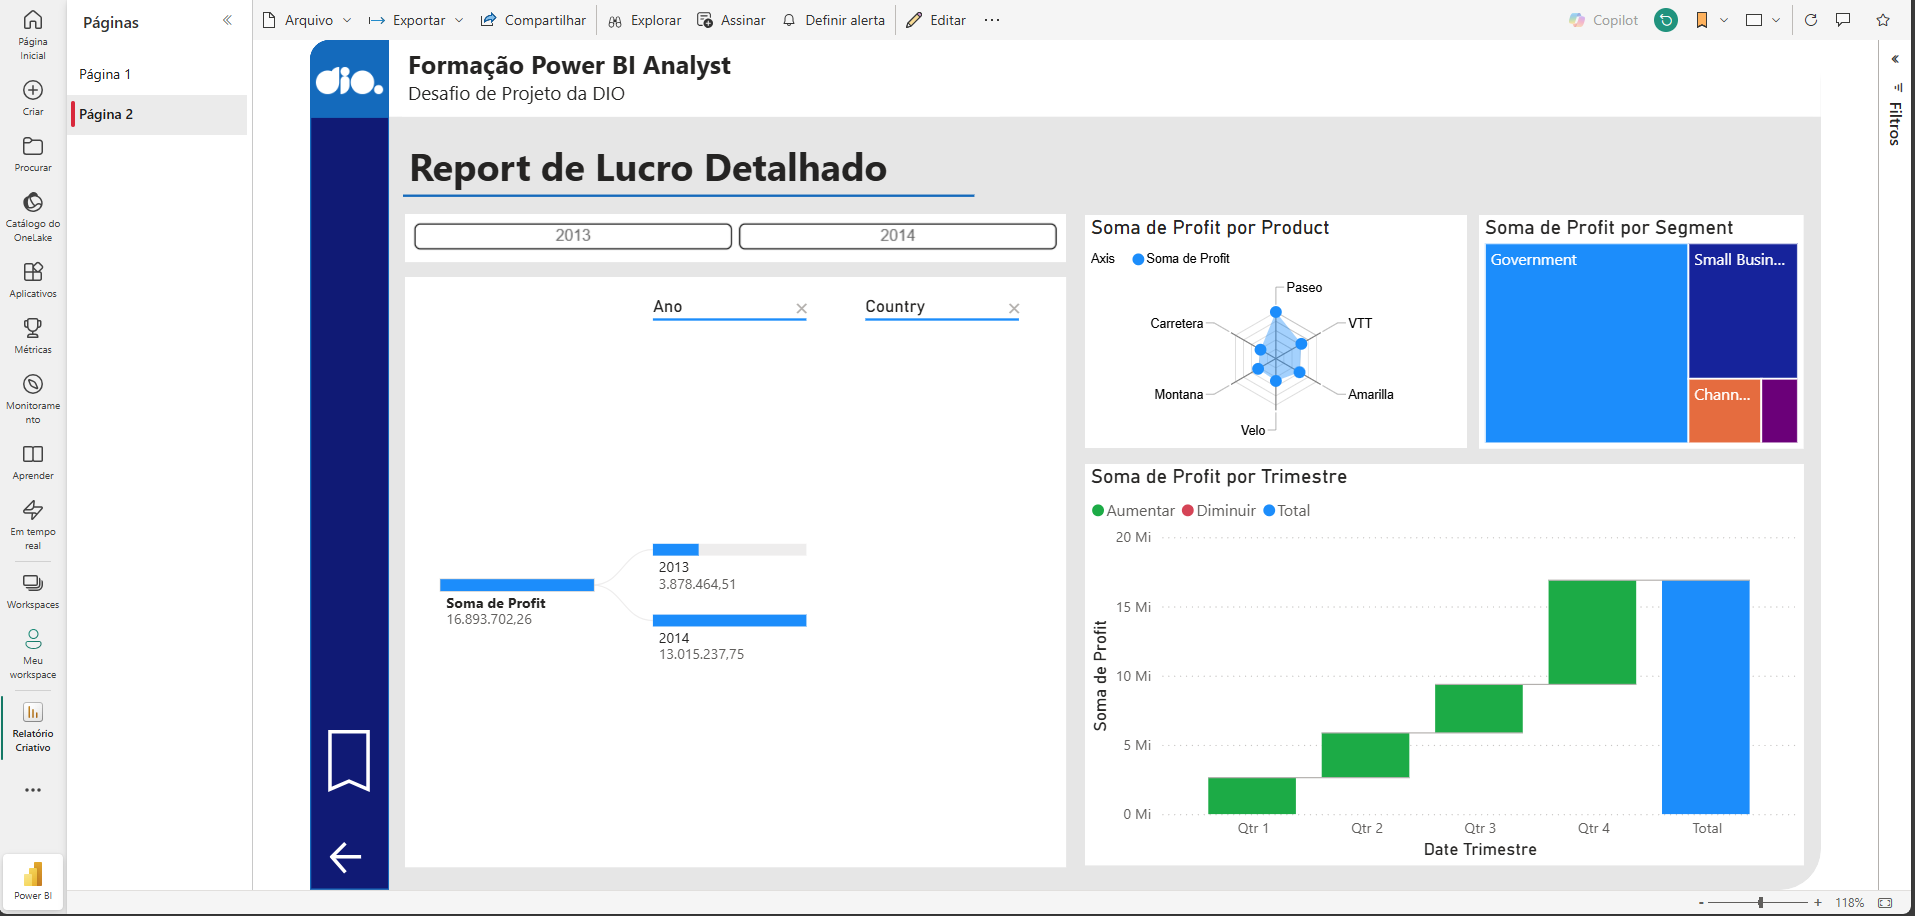 Página
Inicial
Criar
Procurar
Catálogo do
OneLake
Aplicativos
Métricas
Monitorame
nto
Aprender
Em tempo
real
Workspaces
Meu
workspace
Relatório
Criativo
Power BI
Páginas
Página 1
Página 2
Arquivo
Exportar
Compartilhar
Explorar
Assinar
Definir alerta
Editar
Copilot
dio.
Formação Power BI Analyst
Desafio de Projeto da DIO
Report de Lucro Detalhado
2013
2014
Ano
Country
Soma de Profit
16.893.702,26
2013
3.878.464,51
2014
13.015.237,75
Soma de Profit por Product
Axis
Soma de Profit
Paseo
VTT
Amarilla
Velo
Montana
Carretera
Soma de Profit por Segment
Government
Small Busin...
Chann...
Soma de Profit por Trimestre
Aumentar
Diminuir
Total
Soma de Profit
20 Mi
15 Mi
10 Mi
5 Mi
0 Mi
Qtr 1
Qtr 2
Qtr 3
Qtr 4
Total
Date Trimestre
Filtros
- + 118%